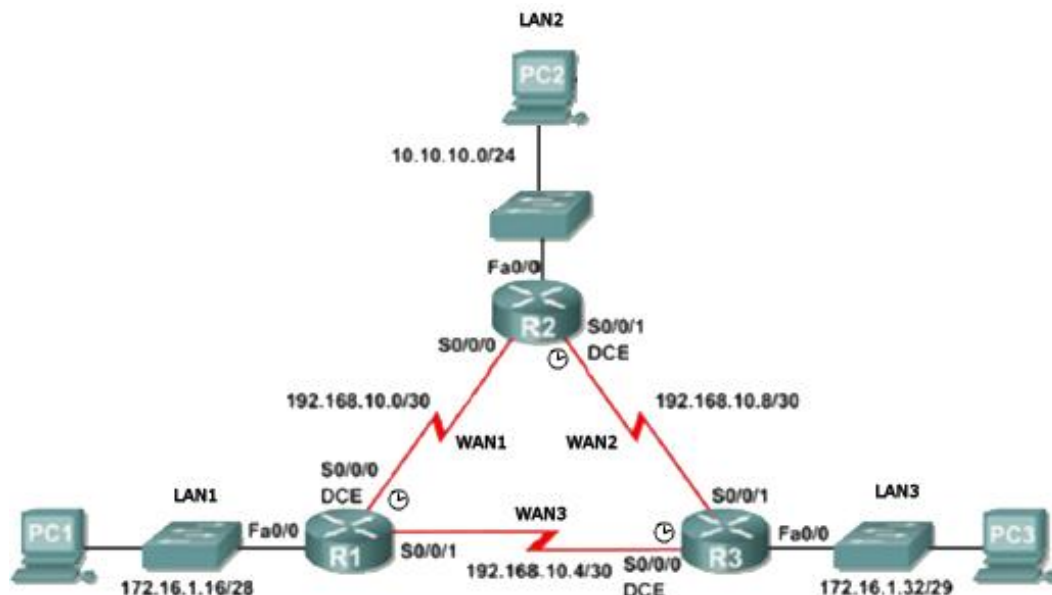 LAN2
PC2
10.10.10.0/24
Fa0/0
R2
S0/0/1
DCE
S0/0/0
192.168.10.0/30
192.168.10.8/30
WAN1
WAN2
S0/0/0
DCE
S0/0/1
LAN1
LAN3
WAN3
PC1
Fa0/0
R1
S0/0/1
R3
Fa0/0
PC3
172.16.1.16/28
192.168.10.4/30
S0/0/0
DCE
172.16.1.32/29